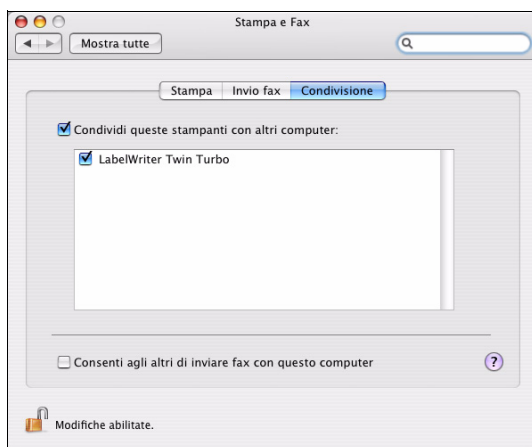 Stampa e Fax
Mostra tutte
Stampa Invio fax Condivisione
Condividi queste stampanti con altri computer:
LabelWriter Twin Turbo
Consenti agli altri di inviare fax con questo computer ?
Modifiche abilitate.